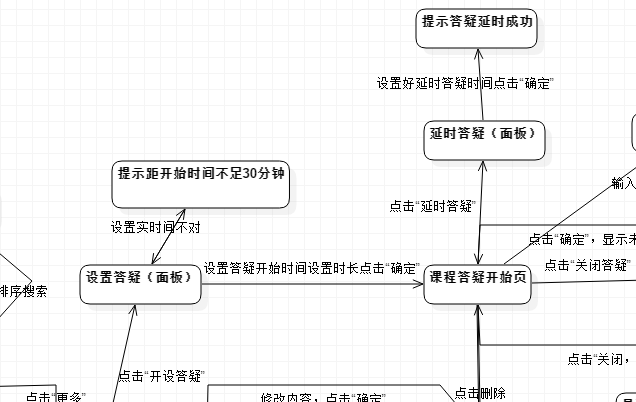 提示答疑延时成功
设置好延时答疑时间点击“确定”
延时答疑（面板）
提示距开始时间不足30分钟
输入
点击“延时答疑”
设置实时间不对
点击“确定”，显示未
设置答疑开始时间设置时长点击“确定”
点击“关闭答疑”
设置答疑（面板）
课程答疑开始页
排序搜索
点击“关闭，
点击“开设答疑”
点击删除
点击“更多”
修改内容，点击“确定”